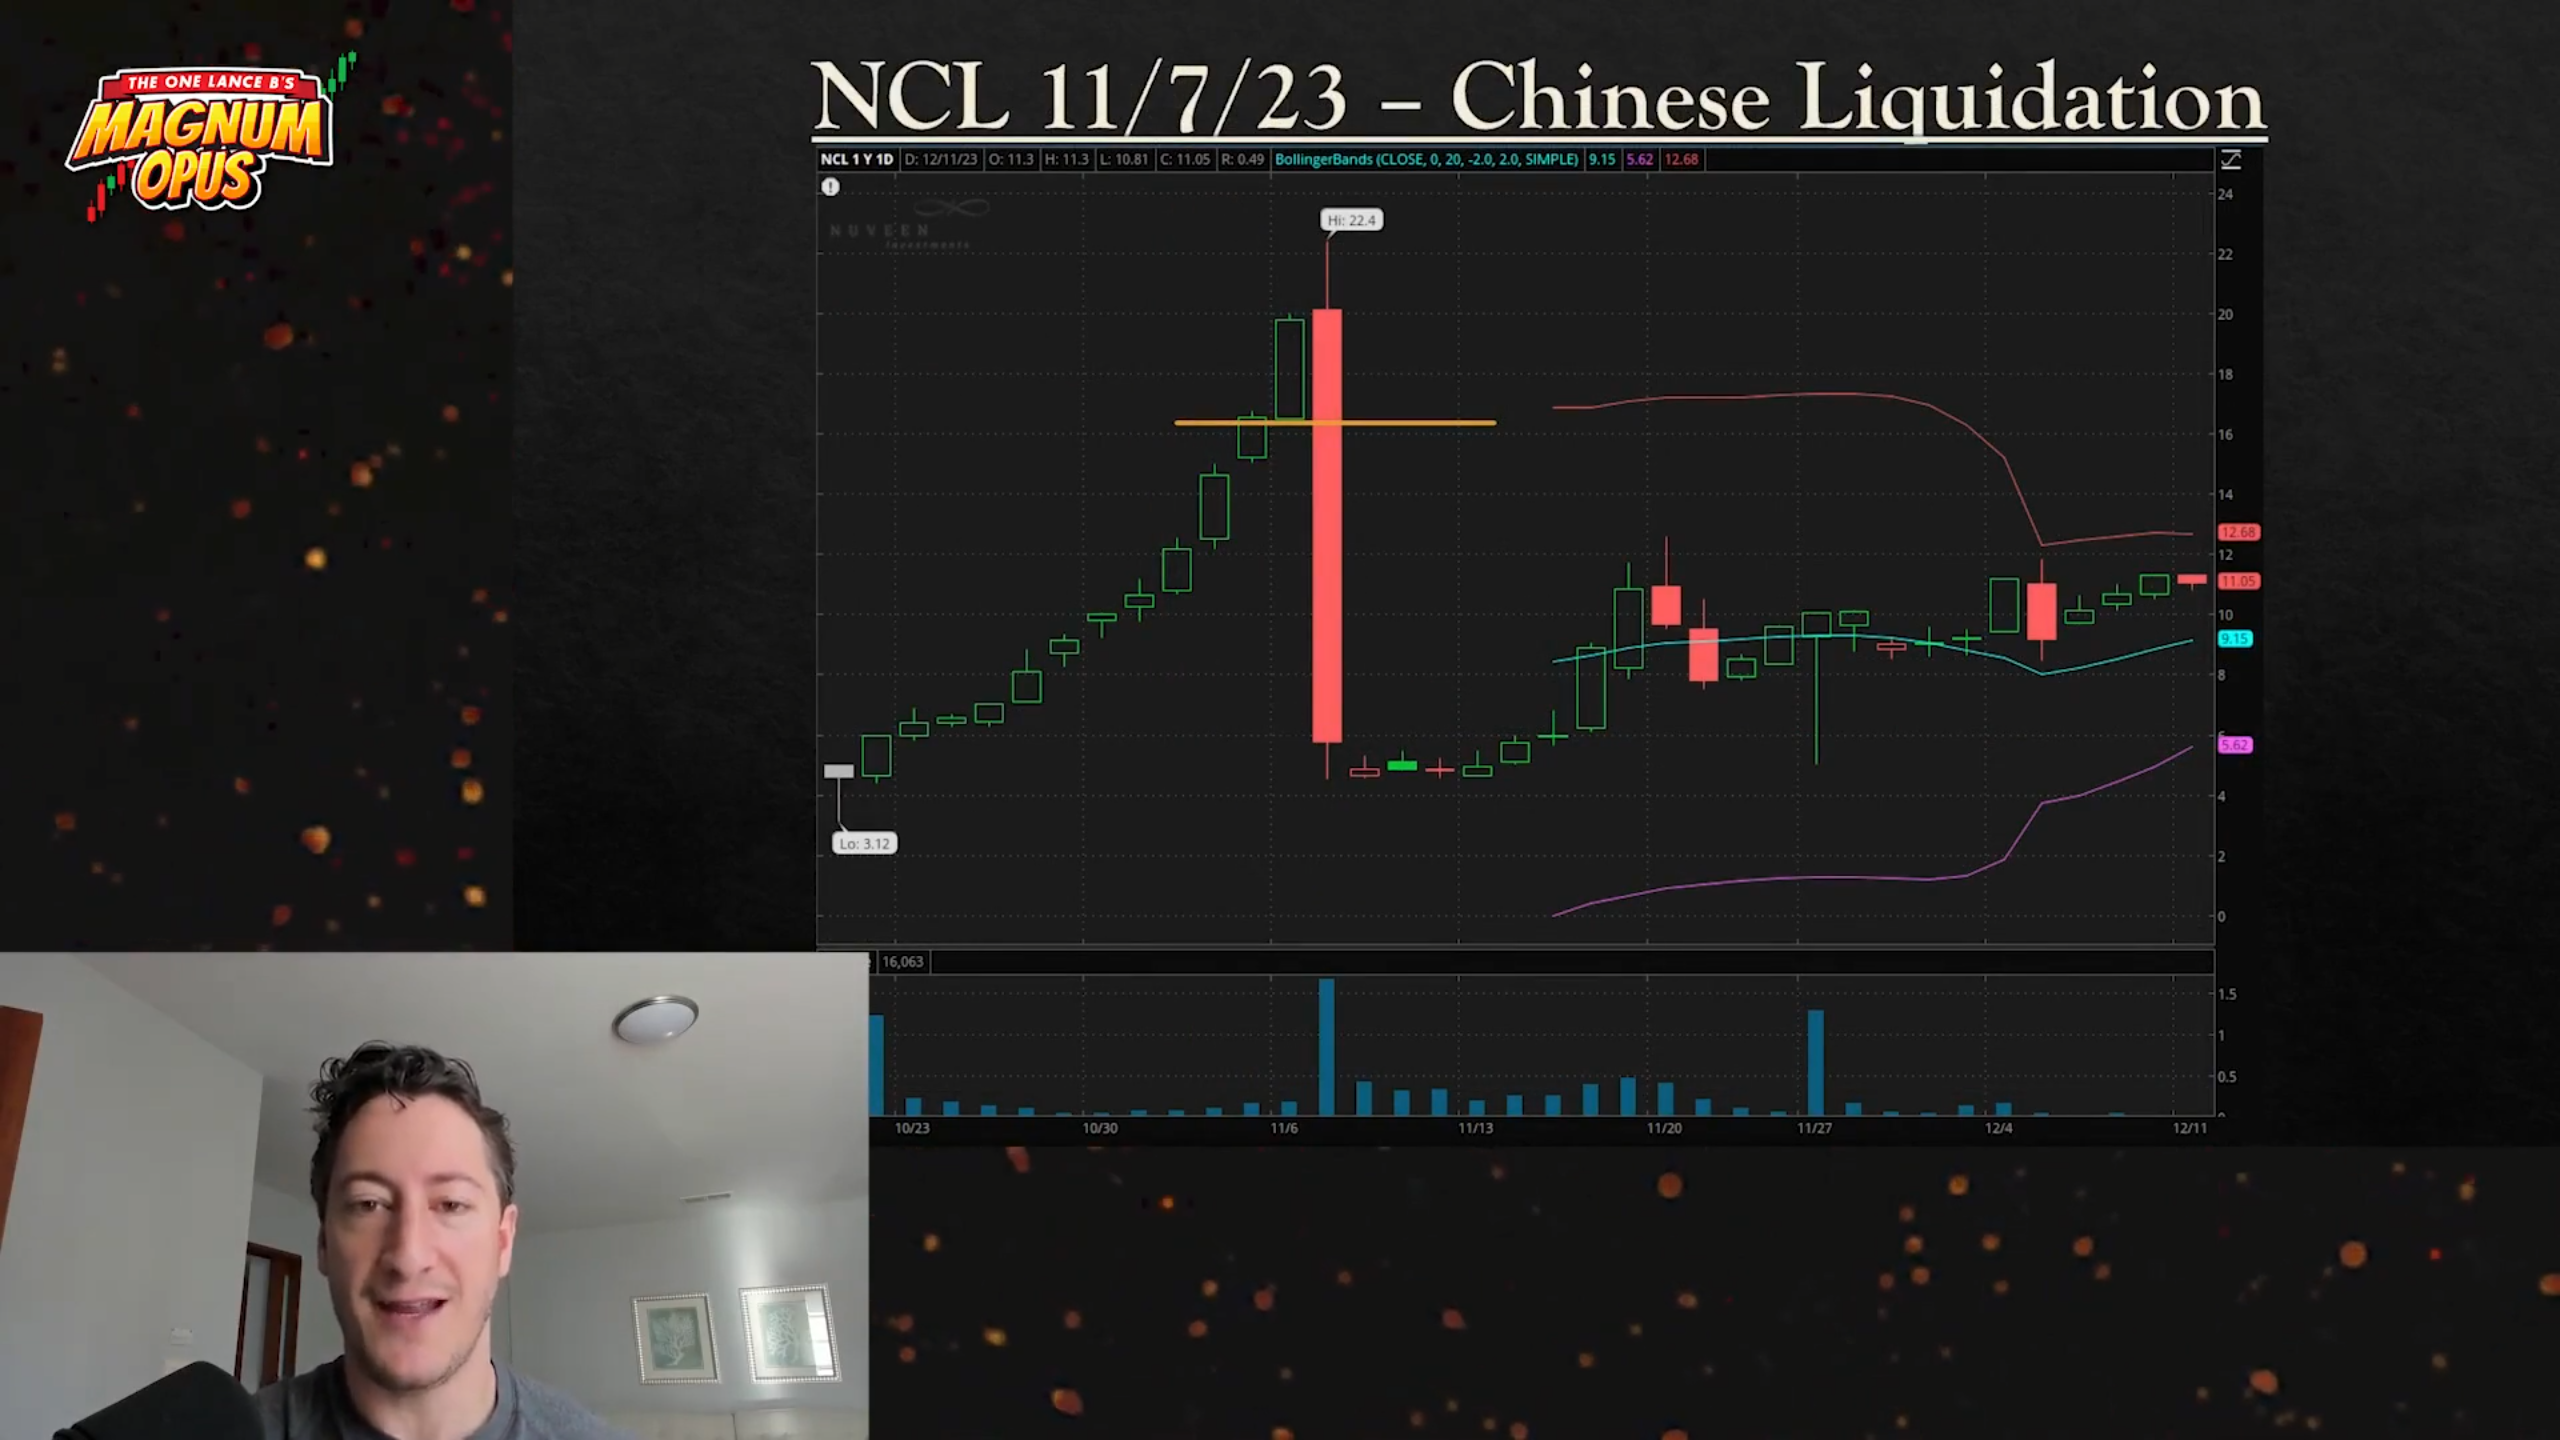 THE ONE LANCE B'S
MAGNUM
OPUS
NCL 11/7/23 – Chinese Liquidation
NCL 1 Y 1D D: 12/11/23 O: 11.3 H: 11.3 L: 10.81 C: 11.05 R: 0.49 BollingerBands (CLOSE, 0, 20, -2.0, 2.0, SIMPLE) 9.15 5.62 12.68
NUVEEN
Investments
Hi: 22.4
24
22
20
18
16
14
12.68
12
11.05
10
9.15
8
5.62
4
2
0
Lo: 3.12
16,063
1.5
1
0.5
10/23 10/30 11/6 11/13 11/20 11/27 12/4 12/11